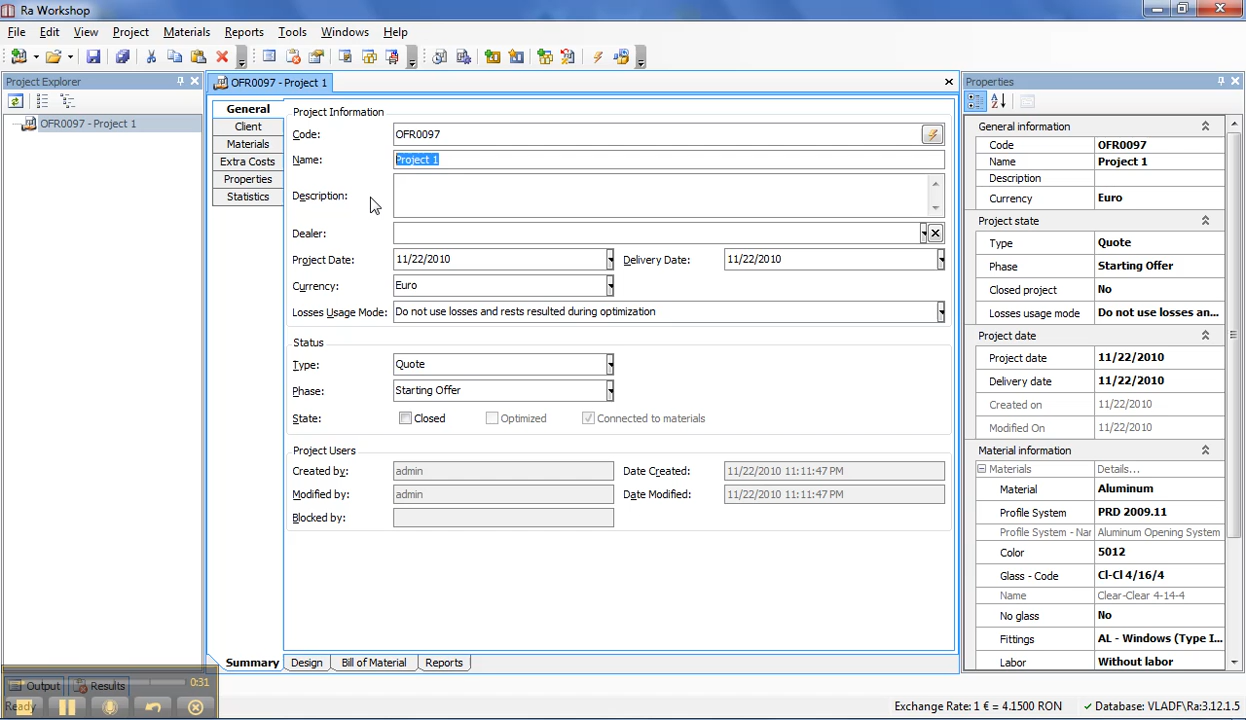 Ra Workshop
File Edit View Project Materials Reports Tools Windows Help
Project Explorer
OFR0097 - Project 1
OFR0097 - Project 1
General
Client
Materials
Extra Costs
Properties
Statistics
Project Information
Code: OFR0097
Name: Project 1
Description:
Dealer:
Project Date: 11/22/2010 Delivery Date: 11/22/2010
Currency: Euro
Losses Usage Mode: Do not use losses and rests resulted during optimization
Status
Type: Quote
Phase: Starting Offer
State: Closed Optimized Connected to materials
Project Users
Created by: admin Date Created: 11/22/2010 11:11:47 PM
Modified by: admin Date Modified: 11/22/2010 11:11:47 PM
Blocked by:
Summary Design Bill of Material Reports
Properties
General information
Code OFR0097
Name Project 1
Description
Currency Euro
Project state
Type Quote
Phase Starting Offer
Closed project No
Losses usage mode Do not use losses an...
Project date
Project date 11/22/2010
Delivery date 11/22/2010
Created on 11/22/2010
Modified On 11/22/2010
Material information
Materials Details...
Material Aluminum
Profile System PRD 2009.11
Profile System - Nar Aluminum Opening System
Color 5012
Glass - Code Cl-Cl 4/16/4
Name Clear-Clear 4-14-4
No glass No
Fittings AL - Windows (Type I...
Labor Without labor
Output Results 0:31
Ready
Exchange Rate: 1 € = 4.1500 RON Database: VLADF\Ra:3.12.1.5